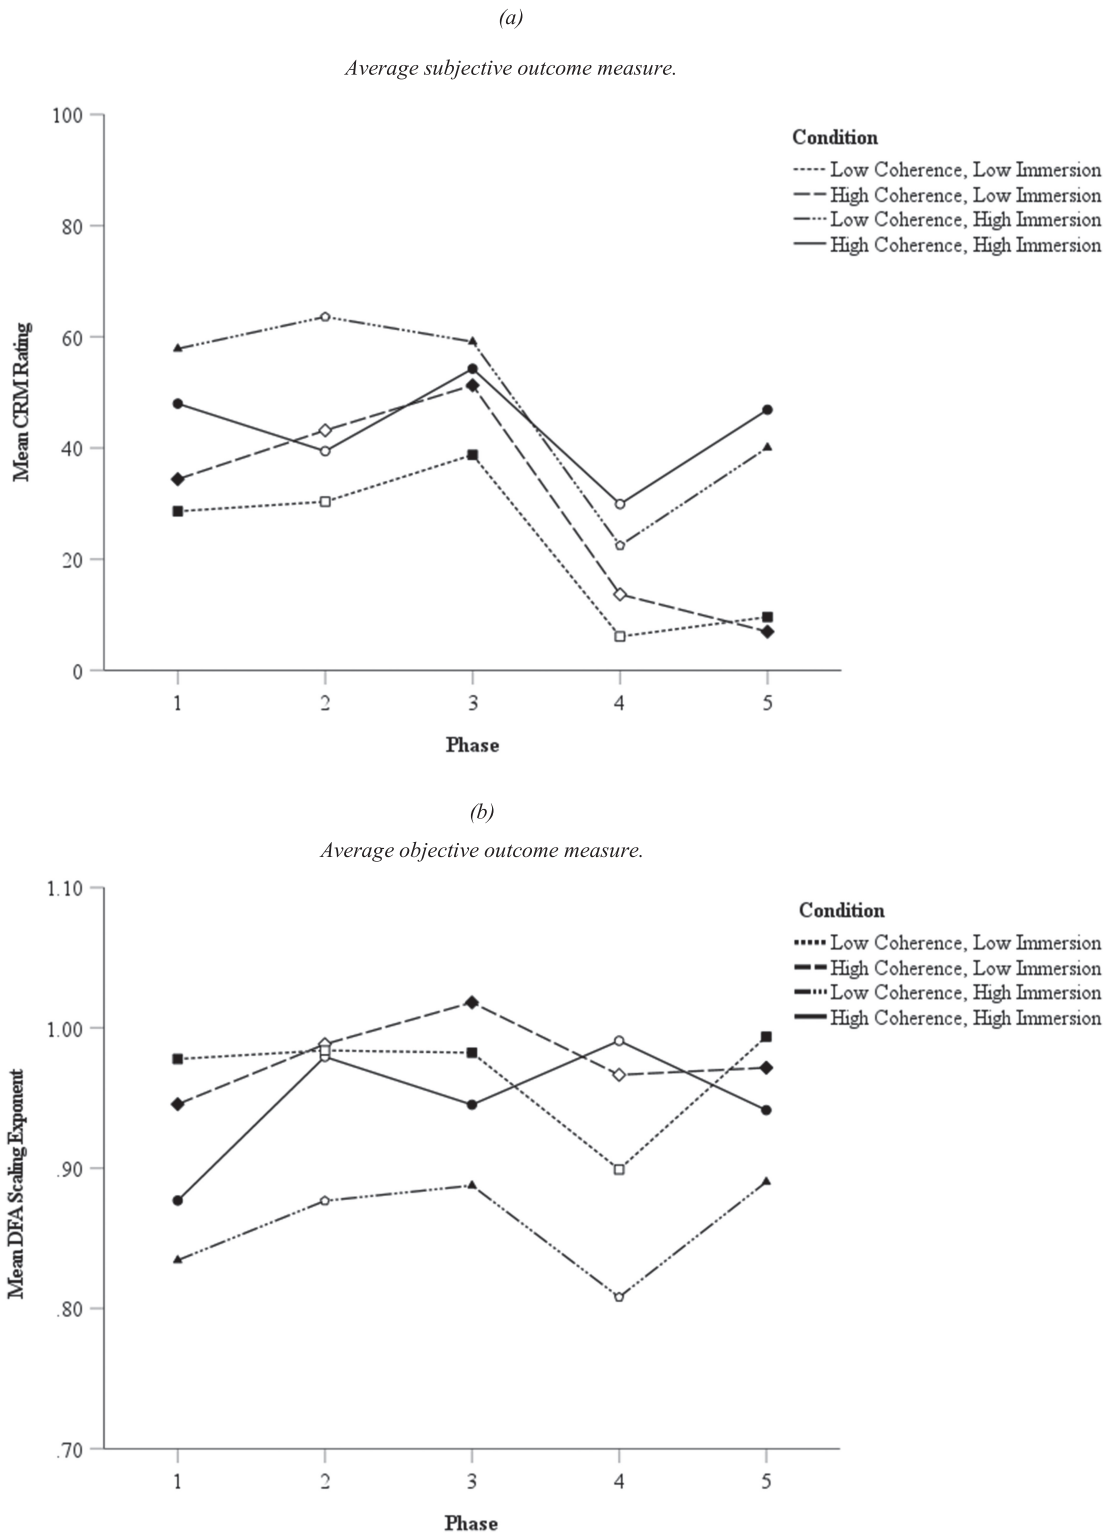 (a)
Average subjective outcome measure.
100
80
60
40
20
0
Mean CRM Rating
1 2 3 4 5
Phase
Condition
Low Coherence, Low Immersion
High Coherence, Low Immersion
Low Coherence, High Immersion
High Coherence, High Immersion
(b)
Average objective outcome measure.
1.10
1.00
.90
.80
.70
Mean DFA Scaling Exponent
1 2 3 4 5
Phase
Condition
Low Coherence, Low Immersion
High Coherence, Low Immersion
Low Coherence, High Immersion
High Coherence, High Immersion